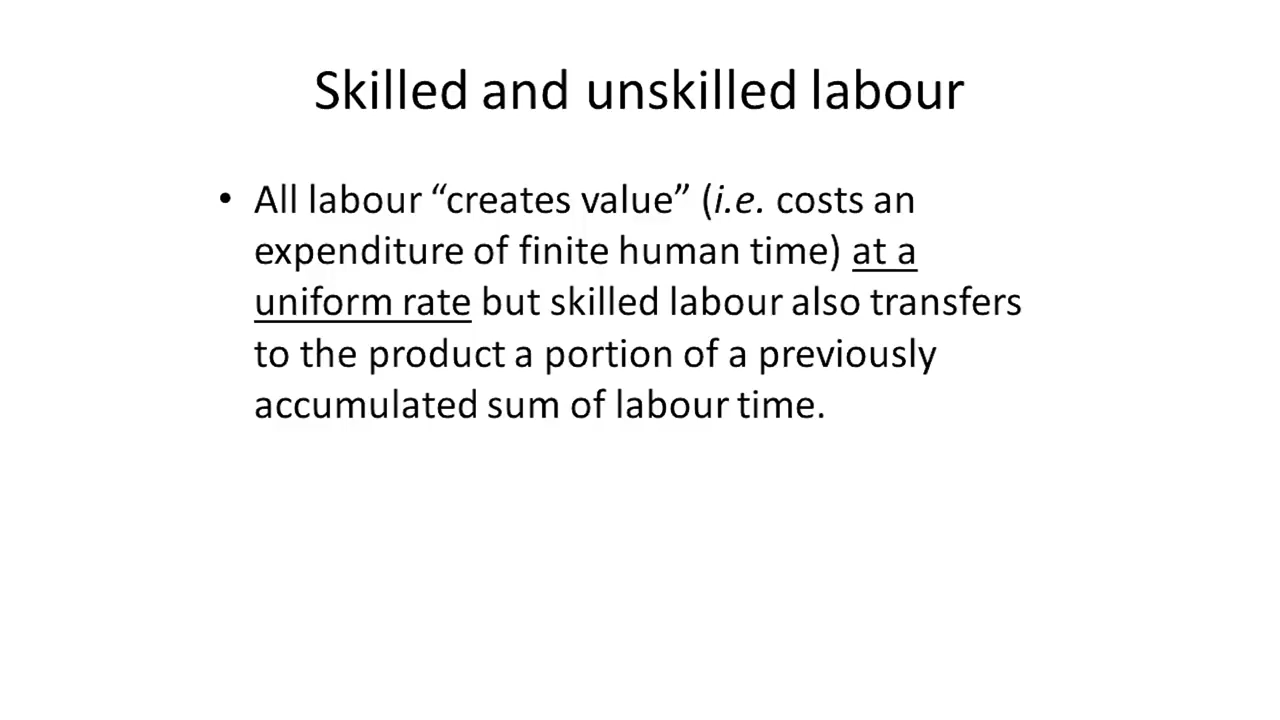 Skilled and unskilled labour
• All labour “creates value” (i.e. costs an
expenditure of finite human time) at a
uniform rate but skilled labour also transfers
to the product a portion of a previously
accumulated sum of labour time.